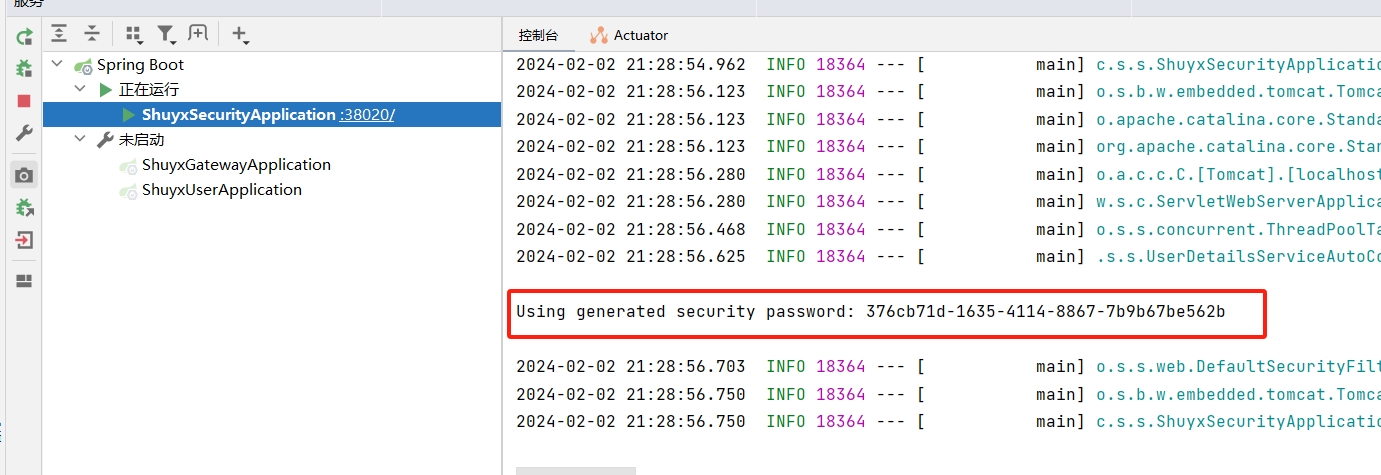 服务
Spring Boot
正在运行
ShuyxSecurityApplication :38020/
未启动
ShuyxGatewayApplication
ShuyxUserApplication
控制台 Actuator
2024-02-02 21:28:54.962 INFO 18364 --- [ main] c.s.s.ShuyxSecurityApplicatio
2024-02-02 21:28:56.123 INFO 18364 --- [ main] o.s.b.w.embedded.tomcat.Tomca
2024-02-02 21:28:56.123 INFO 18364 --- [ main] o.apache.catalina.core.Standa
2024-02-02 21:28:56.123 INFO 18364 --- [ main] org.apache.catalina.core.Stan
2024-02-02 21:28:56.280 INFO 18364 --- [ main] o.a.c.c.C.[Tomcat].[localhost
2024-02-02 21:28:56.280 INFO 18364 --- [ main] w.s.c.ServletWebServerApplica
2024-02-02 21:28:56.468 INFO 18364 --- [ main] o.s.s.concurrent.ThreadPoolTa
2024-02-02 21:28:56.625 INFO 18364 --- [ main] .s.s.UserDetailsServiceAutoCo
Using generated security password: 376cb71d-1635-4114-8867-7b9b67be562b
2024-02-02 21:28:56.703 INFO 18364 --- [ main] o.s.s.web.DefaultSecurityFilt
2024-02-02 21:28:56.750 INFO 18364 --- [ main] o.s.b.w.embedded.tomcat.Tomca
2024-02-02 21:28:56.750 INFO 18364 --- [ main] c.s.s.ShuyxSecurityApplicatio